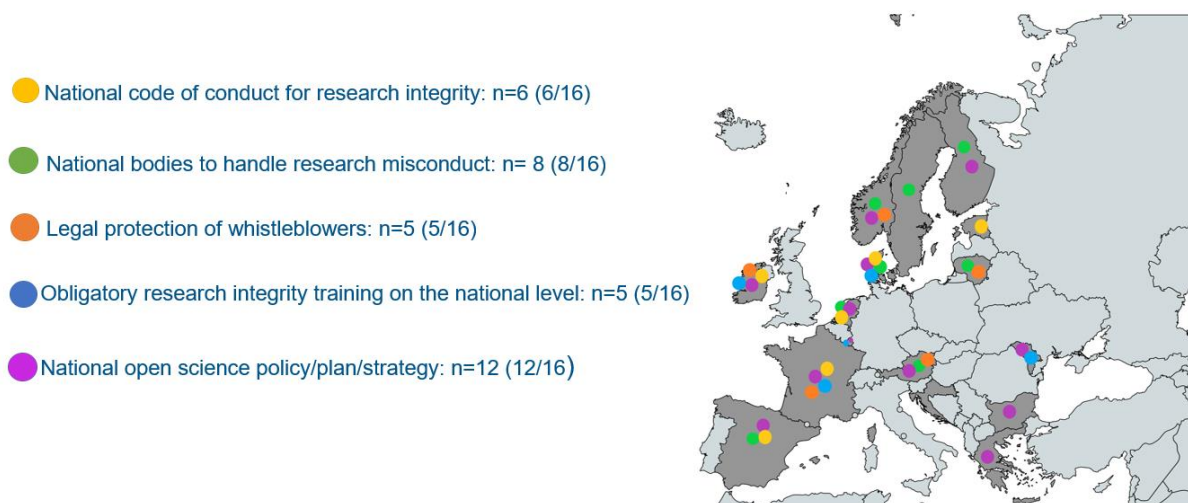 National code of conduct for research integrity: n=6 (6/16)
National bodies to handle research misconduct: n= 8 (8/16)
Legal protection of whistleblowers: n=5 (5/16)
Obligatory research integrity training on the national level: n=5 (5/16)
National open science policy/plan/strategy: n=12 (12/16)